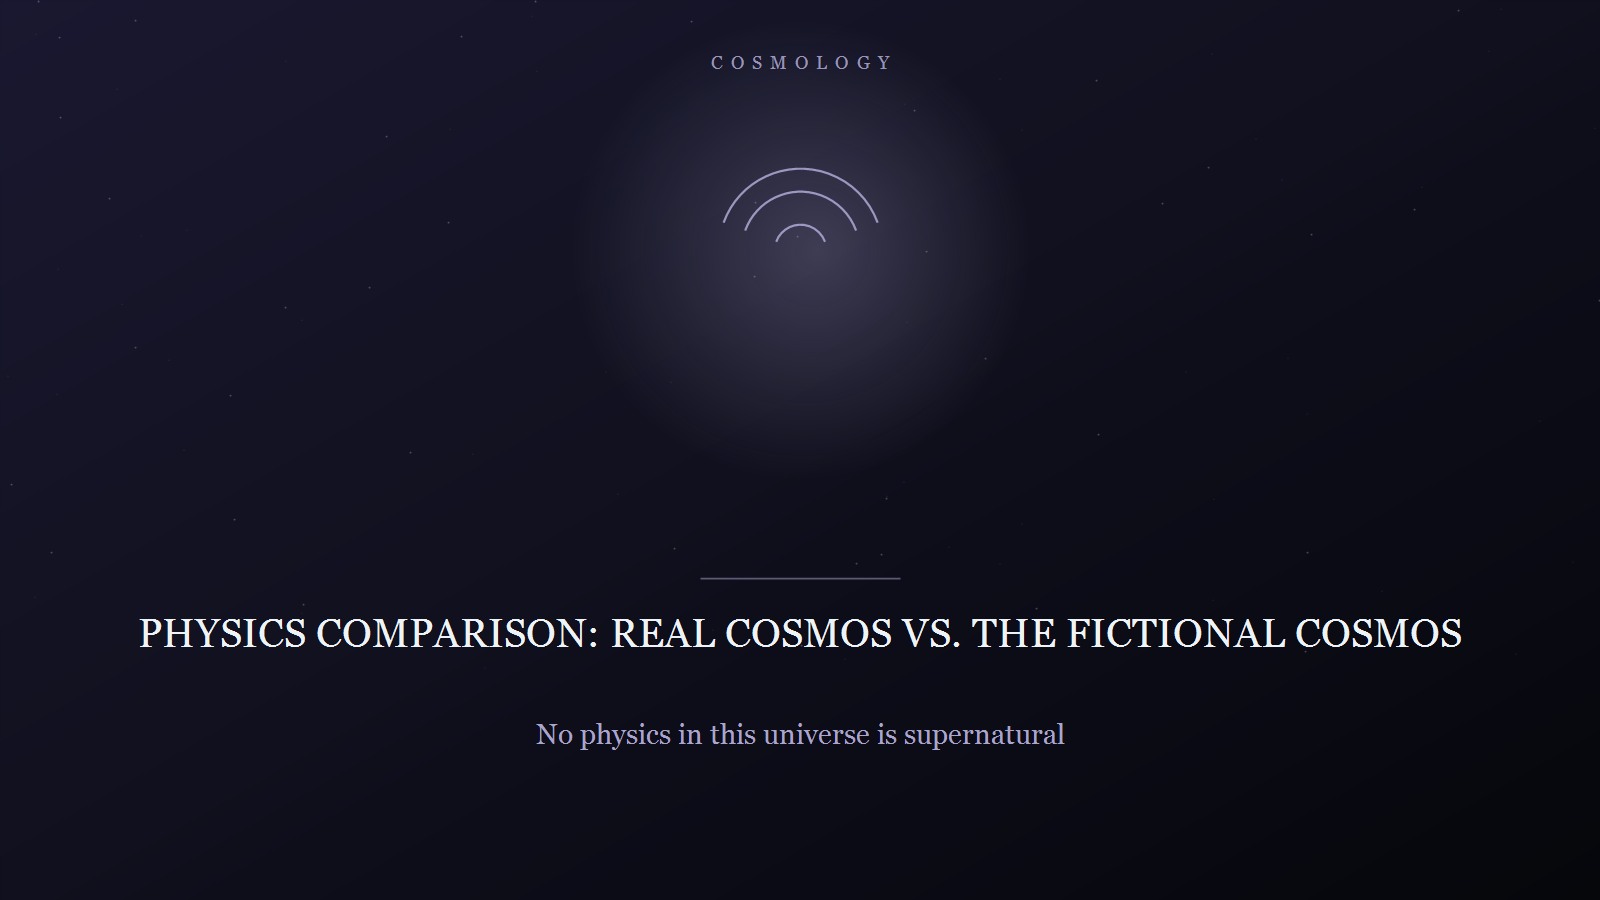 COSMOLOGY
PHYSICS COMPARISON: REAL COSMOS VS. THE FICTIONAL COSMOS
No physics in this universe is supernatural